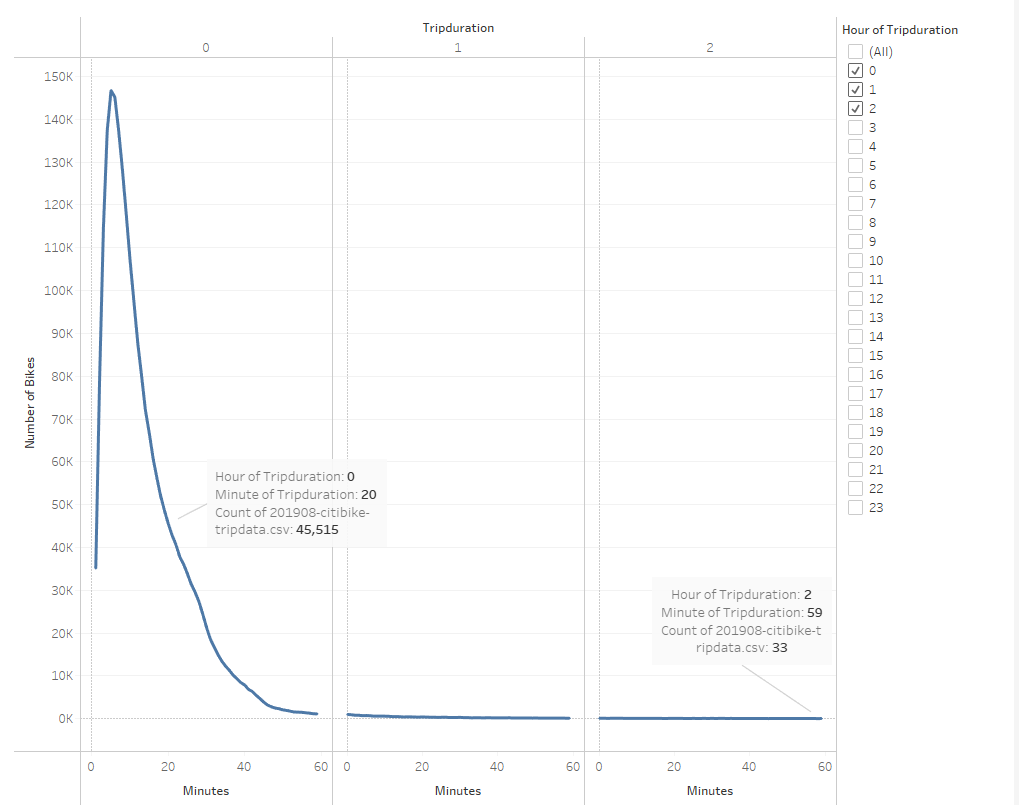 Tripduration
0 1 2
150K
140K
130K
120K
110K
100K
90K
80K
70K
60K
50K
40K
30K
20K
10K
0K
Number of Bikes
Hour of Tripduration: 0
Minute of Tripduration: 20
Count of 201908-citibike-
tripdata.csv: 45,515
Hour of Tripduration: 2
Minute of Tripduration: 59
Count of 201908-citibike-t
ripdata.csv: 33
0 20 40 60 0 20 40 60 0 20 40 60
Minutes Minutes Minutes
Hour of Tripduration
(All)
0
1
2
3
4
5
6
7
8
9
10
11
12
13
14
15
16
17
18
19
20
21
22
23